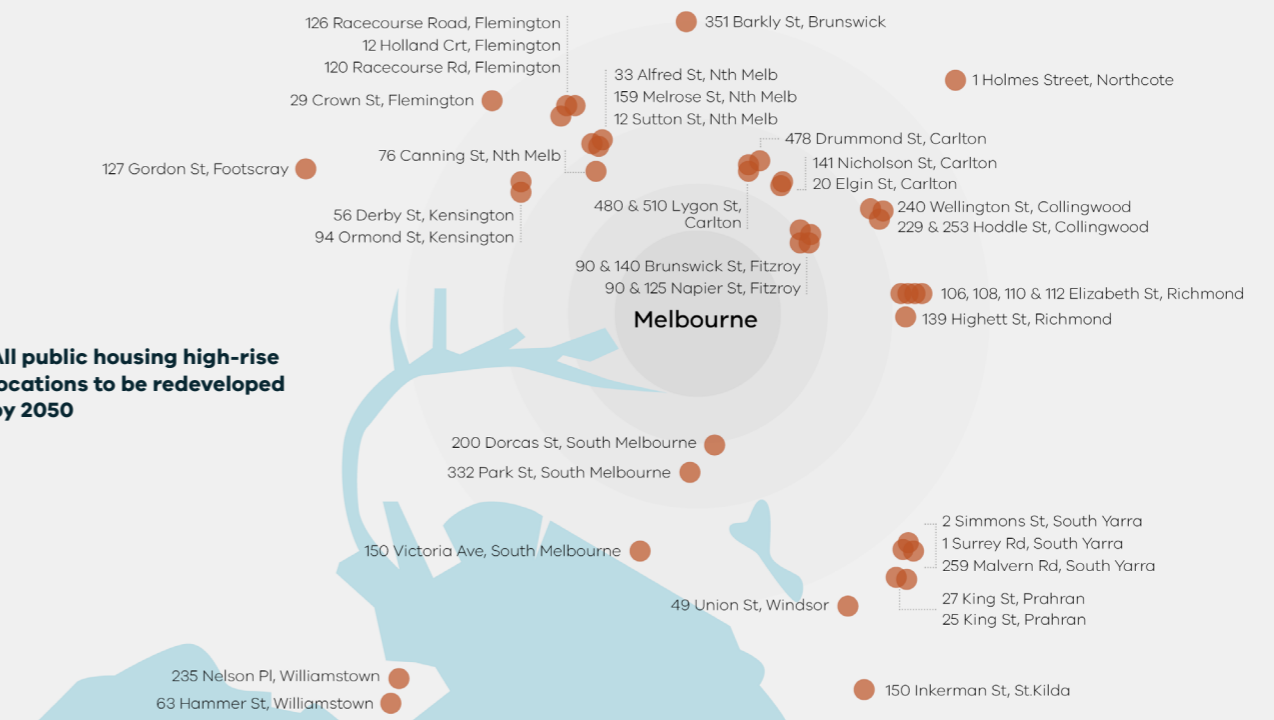 126 Racecourse Road, Flemington
12 Holland Crt, Flemington
120 Racecourse Rd, Flemington
29 Crown St, Flemington
351 Barkly St, Brunswick
1 Holmes Street, Northcote
33 Alfred St, Nth Melb
159 Melrose St, Nth Melb
12 Sutton St, Nth Melb
76 Canning St, Nth Melb
127 Gordon St, Footscray
478 Drummond St, Carlton
141 Nicholson St, Carlton
20 Elgin St, Carlton
56 Derby St, Kensington
94 Ormond St, Kensington
480 & 510 Lygon St,
Carlton
240 Wellington St, Collingwood
229 & 253 Hoddle St, Collingwood
90 & 140 Brunswick St, Fitzroy
90 & 125 Napier St, Fitzroy
106, 108, 110 & 112 Elizabeth St, Richmond
139 Highett St, Richmond
Melbourne
All public housing high-rise
locations to be redeveloped
by 2050
200 Dorcas St, South Melbourne
332 Park St, South Melbourne
150 Victoria Ave, South Melbourne
2 Simmons St, South Yarra
1 Surrey Rd, South Yarra
259 Malvern Rd, South Yarra
27 King St, Prahran
25 King St, Prahran
49 Union St, Windsor
235 Nelson Pl, Williamstown
63 Hammer St, Williamstown
150 Inkerman St, St.Kilda